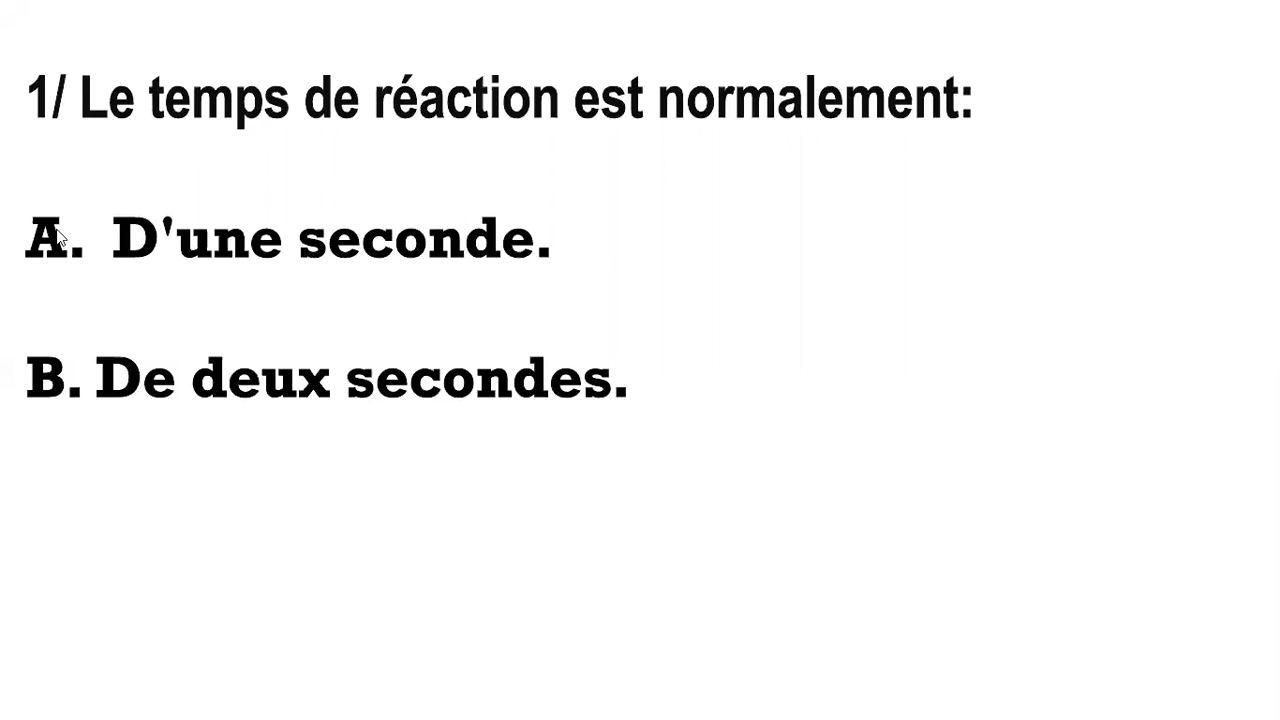 1/ Le temps de réaction est normalement:
A. D'une seconde.
B. De deux secondes.